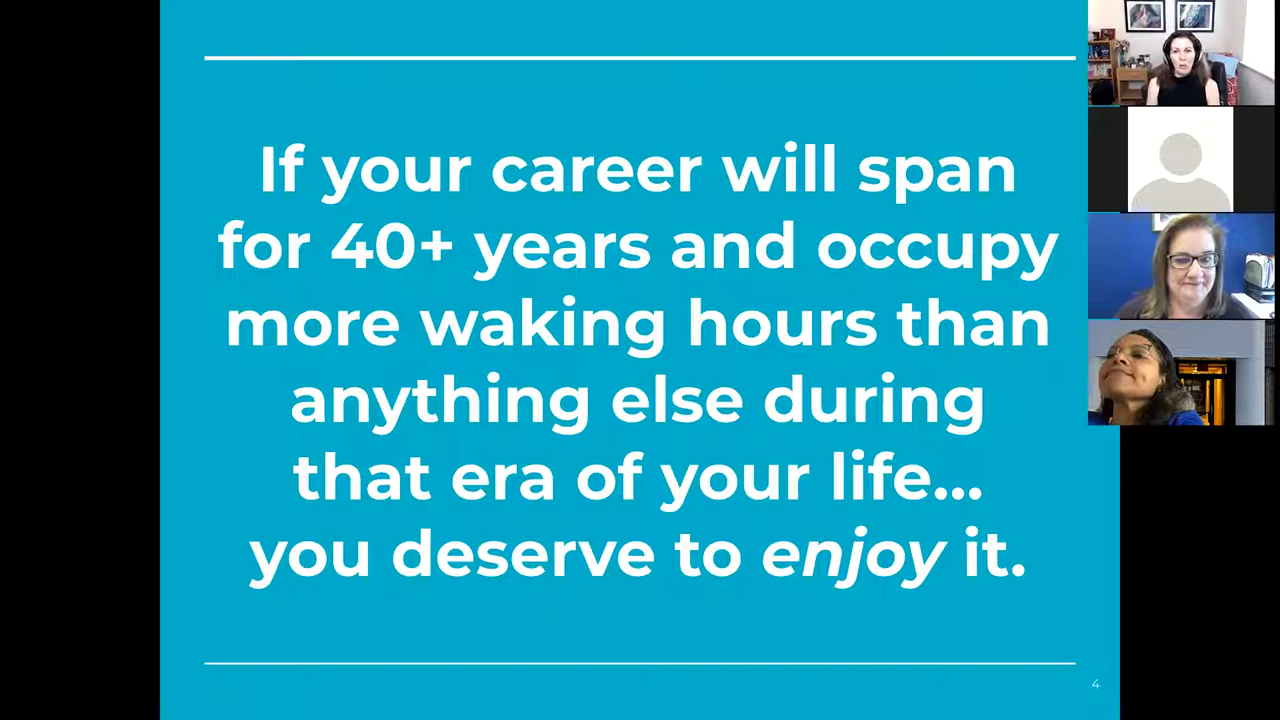 If your career will span
for 40+ years and occupy
more waking hours than
anything else during
that era of your life...
you deserve to enjoy it.
4